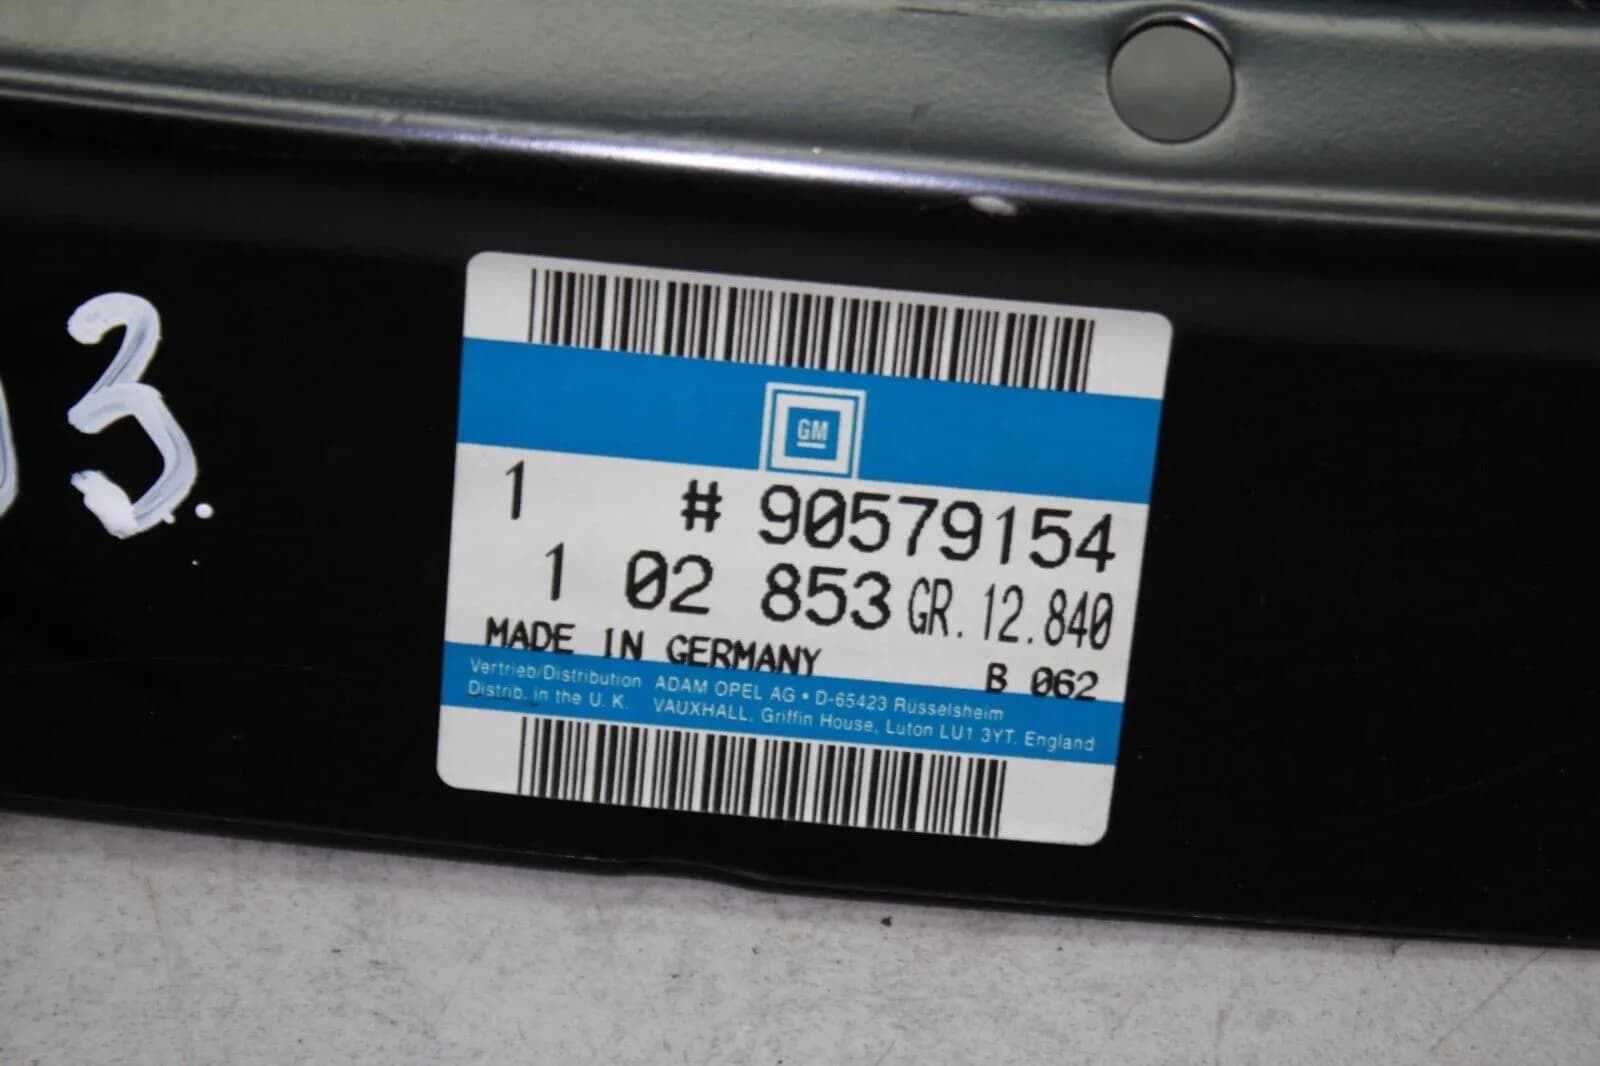 GM
1 # 90579154
1 02 853 GR. 12.840
MADE IN GERMANY
B 062
Vertrieb/Distribution ADAM OPEL AG • D-65423 Rüsselsheim
Distrib. in the U. K. VAUXHALL, Griffin House, Luton LU1 3YT. England
3.